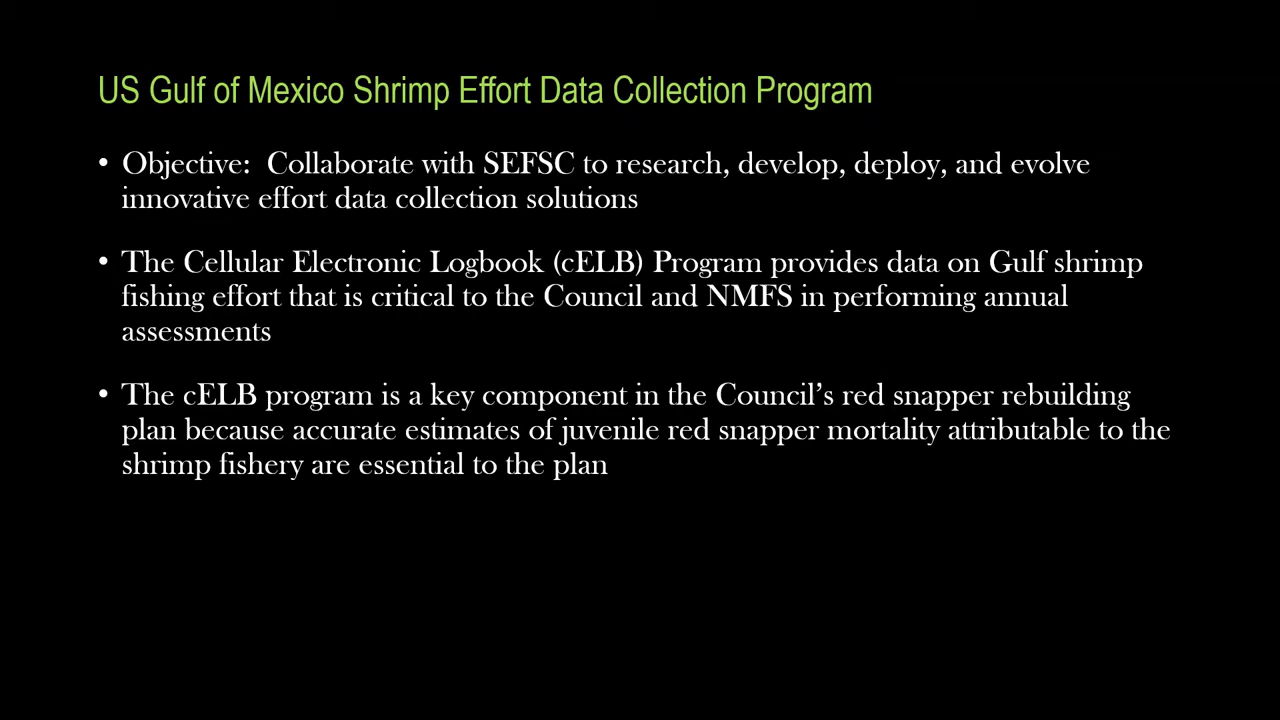 US Gulf of Mexico Shrimp Effort Data Collection Program
• Objective:  Collaborate with SEFSC to research, develop, deploy, and evolve
innovative effort data collection solutions
• The Cellular Electronic Logbook (cELB) Program provides data on Gulf shrimp
fishing effort that is critical to the Council and NMFS in performing annual
assessments
• The cELB program is a key component in the Council’s red snapper rebuilding
plan because accurate estimates of juvenile red snapper mortality attributable to the
shrimp fishery are essential to the plan